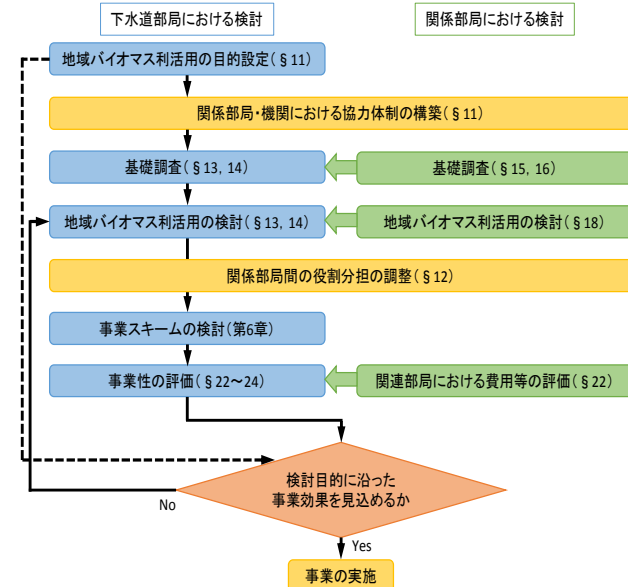 下水道部局における検討
関係部局における検討
地域バイオマス利活用の目的設定(§11)
関係部局・機関における協力体制の構築(§11)
基礎調査(§13, 14)
基礎調査(§15, 16)
地域バイオマス利活用の検討(§13, 14)
地域バイオマス利活用の検討(§18)
関係部局間の役割分担の調整(§12)
事業スキームの検討(第6章)
事業性の評価(§22～24)
関連部局における費用等の評価(§22)
検討目的に沿った
事業効果を見込めるか
No
Yes
事業の実施